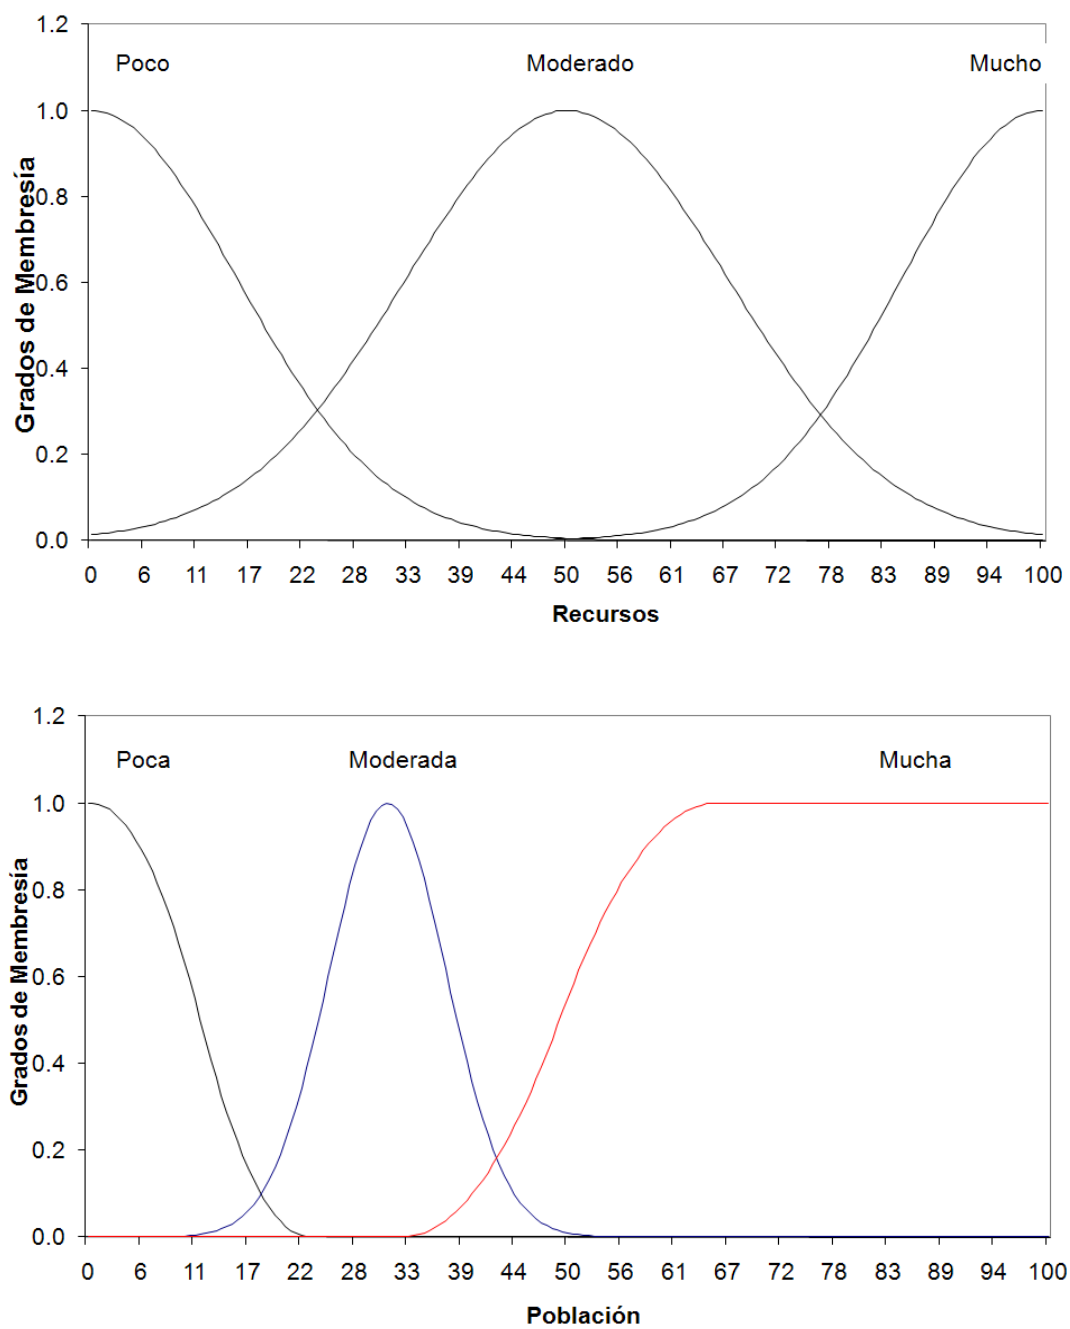 1.2
Poco Moderado Mucho
1.0
0.8
0.6
0.4
0.2
0.0
Grados de Membresía
0 6 11 17 22 28 33 39 44 50 56 61 67 72 78 83 89 94 100
Recursos
1.2
Poca Moderada Mucha
1.0
0.8
0.6
0.4
0.2
0.0
Grados de Membresía
0 6 11 17 22 28 33 39 44 50 56 61 67 72 78 83 89 94 100
Población